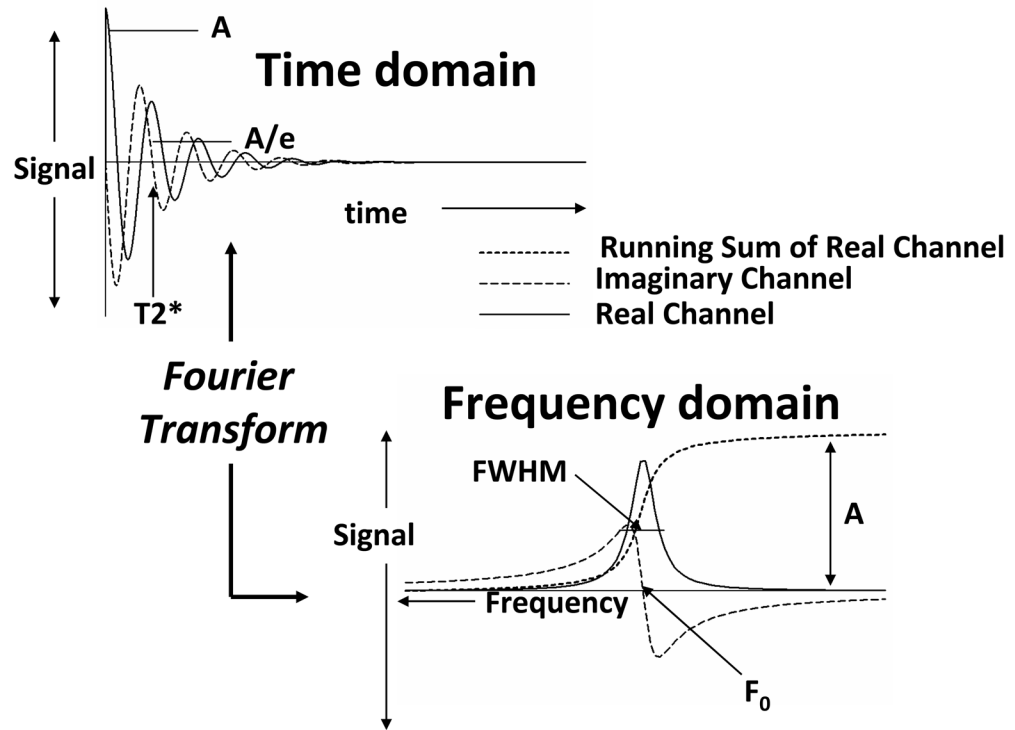 A
Time domain
A/e
Signal
time
Running Sum of Real Channel
Imaginary Channel
T2*
Real Channel
Fourier
Transform
Frequency domain
FWHM
A
Signal
Frequency
F₀